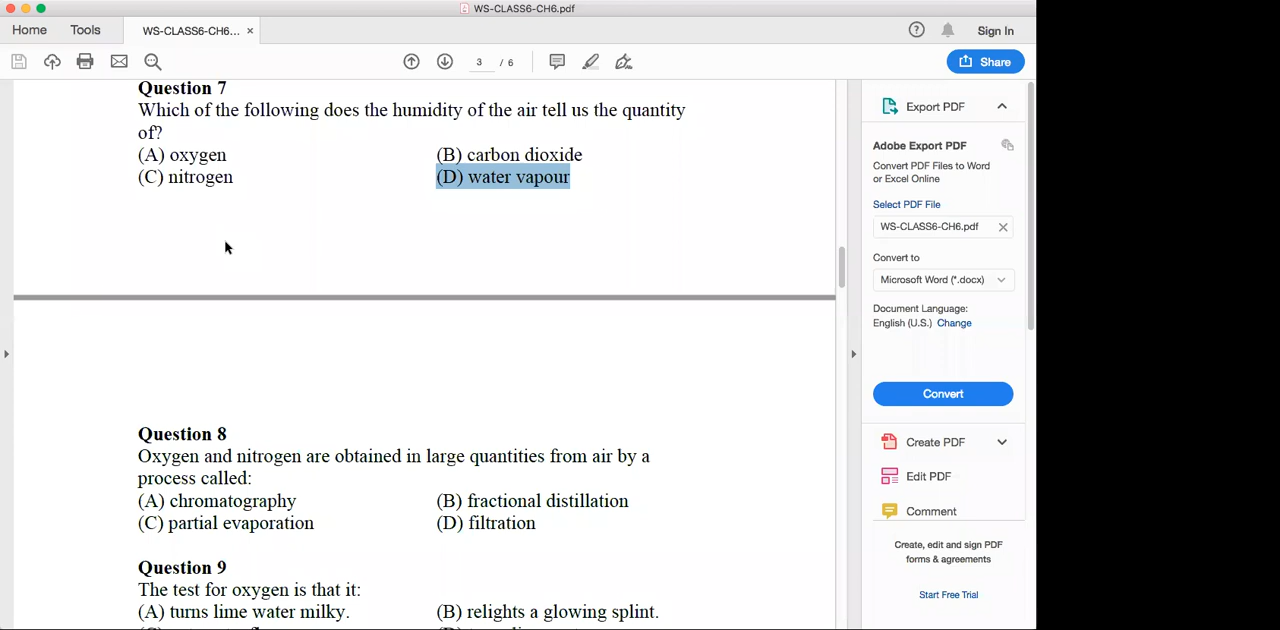 WS-CLASS6-CH6.pdf
Home Tools WS-CLASS6-CH6... × Sign In
3 / 6 Share
Question 7
Which of the following does the humidity of the air tell us the quantity
of?
(A) oxygen (B) carbon dioxide
(C) nitrogen (D) water vapour
Question 8
Oxygen and nitrogen are obtained in large quantities from air by a
process called:
(A) chromatography (B) fractional distillation
(C) partial evaporation (D) filtration
Question 9
The test for oxygen is that it:
(A) turns lime water milky. (B) relights a glowing splint.
Export PDF
Adobe Export PDF
Convert PDF Files to Word
or Excel Online
Select PDF File
WS-CLASS6-CH6.pdf
Convert to
Microsoft Word (*.docx)
Document Language:
English (U.S.) Change
Convert
Create PDF
Edit PDF
Comment
Create, edit and sign PDF
forms & agreements
Start Free Trial